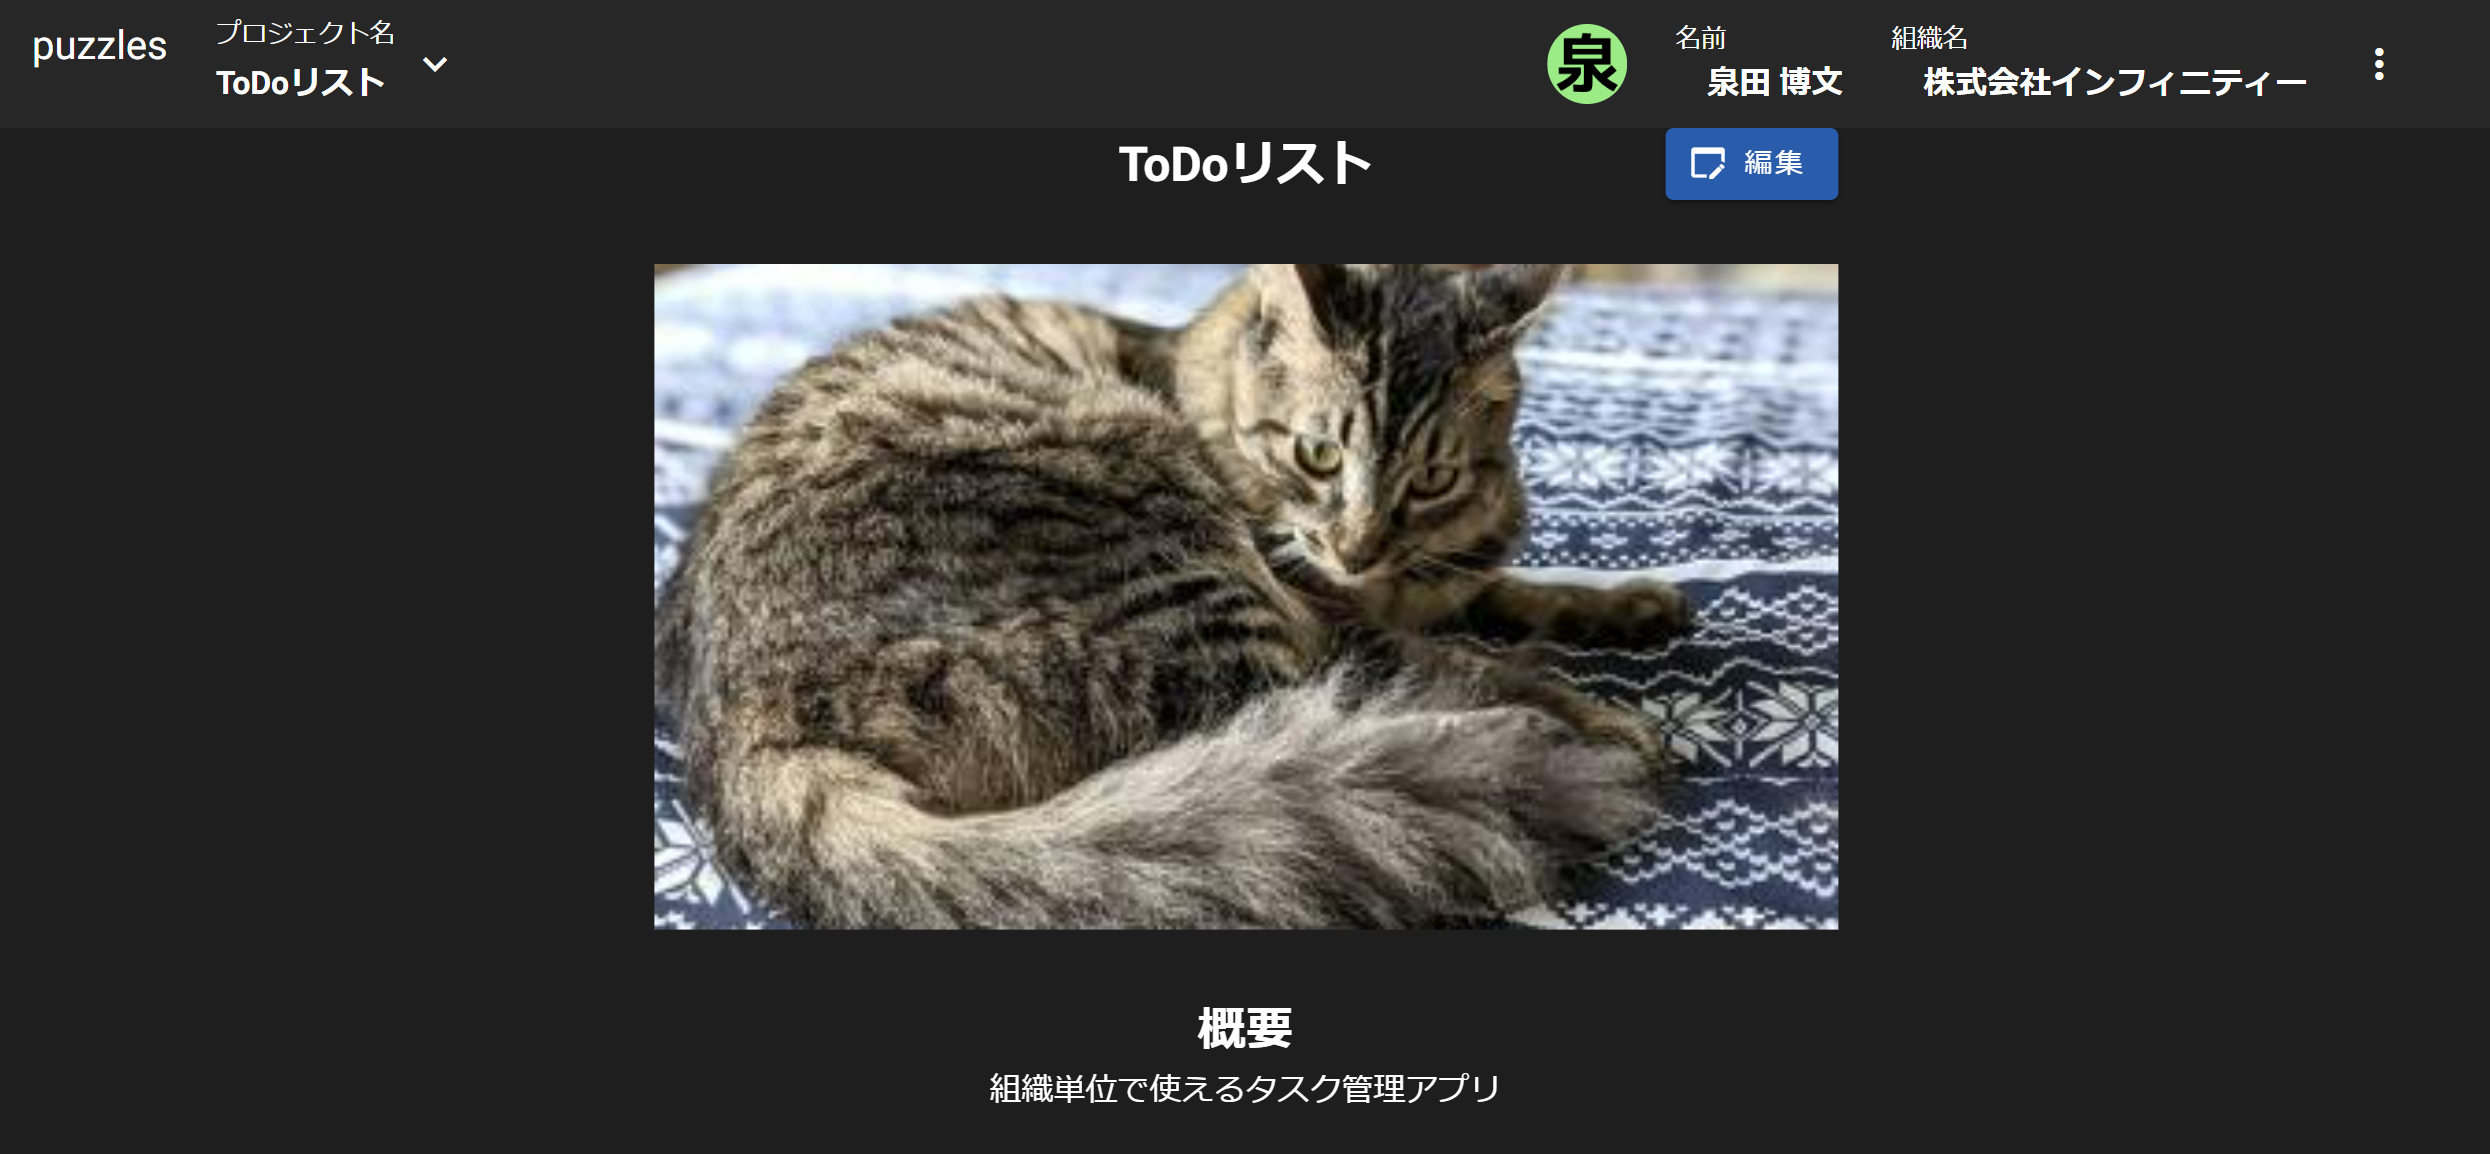 puzzles
プロジェクト名
ToDoリスト
泉
名前
泉田 博文
組織名
株式会社インフィニティー
ToDoリスト
編集
概要
組織単位で使えるタスク管理アプリ